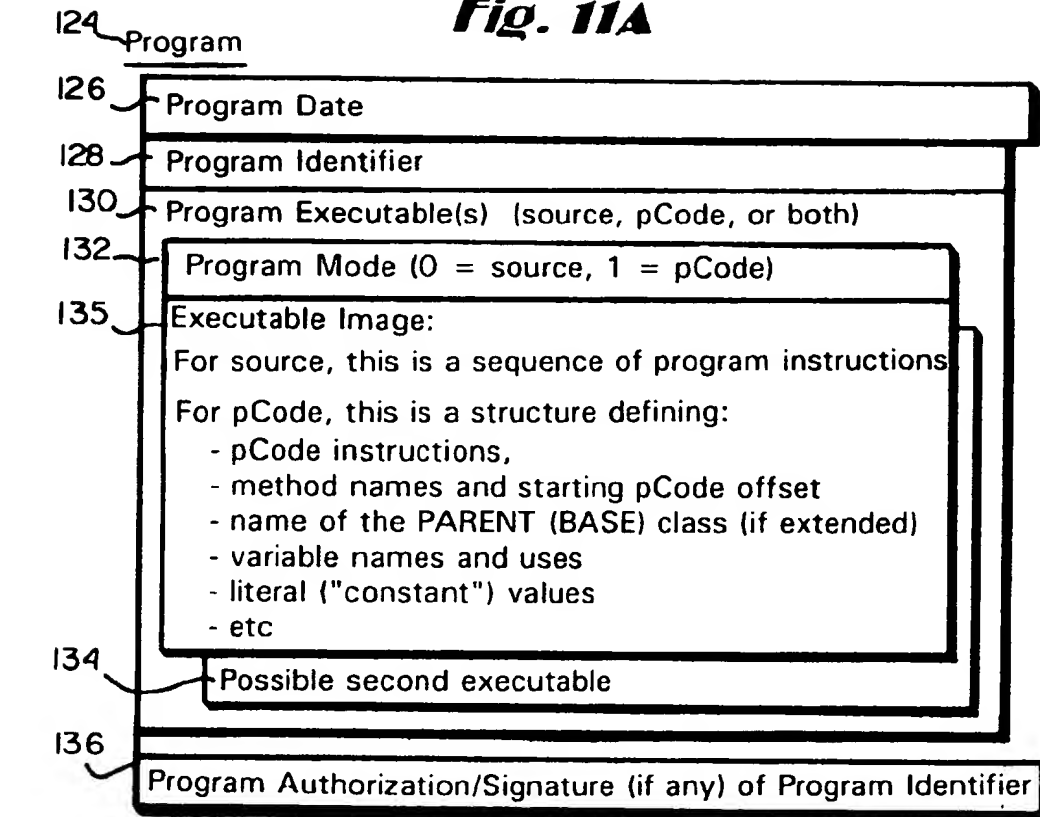 Fig. 11A
124 Program
126 Program Date
128 Program Identifier
130 Program Executable(s) (source, pCode, or both)
132 Program Mode (0 = source, 1 = pCode)
135 Executable Image:
For source, this is a sequence of program instructions
For pCode, this is a structure defining:
- pCode instructions,
- method names and starting pCode offset
- name of the PARENT (BASE) class (if extended)
- variable names and uses
- literal ("constant") values
- etc
134 Possible second executable
136 Program Authorization/Signature (if any) of Program Identifier